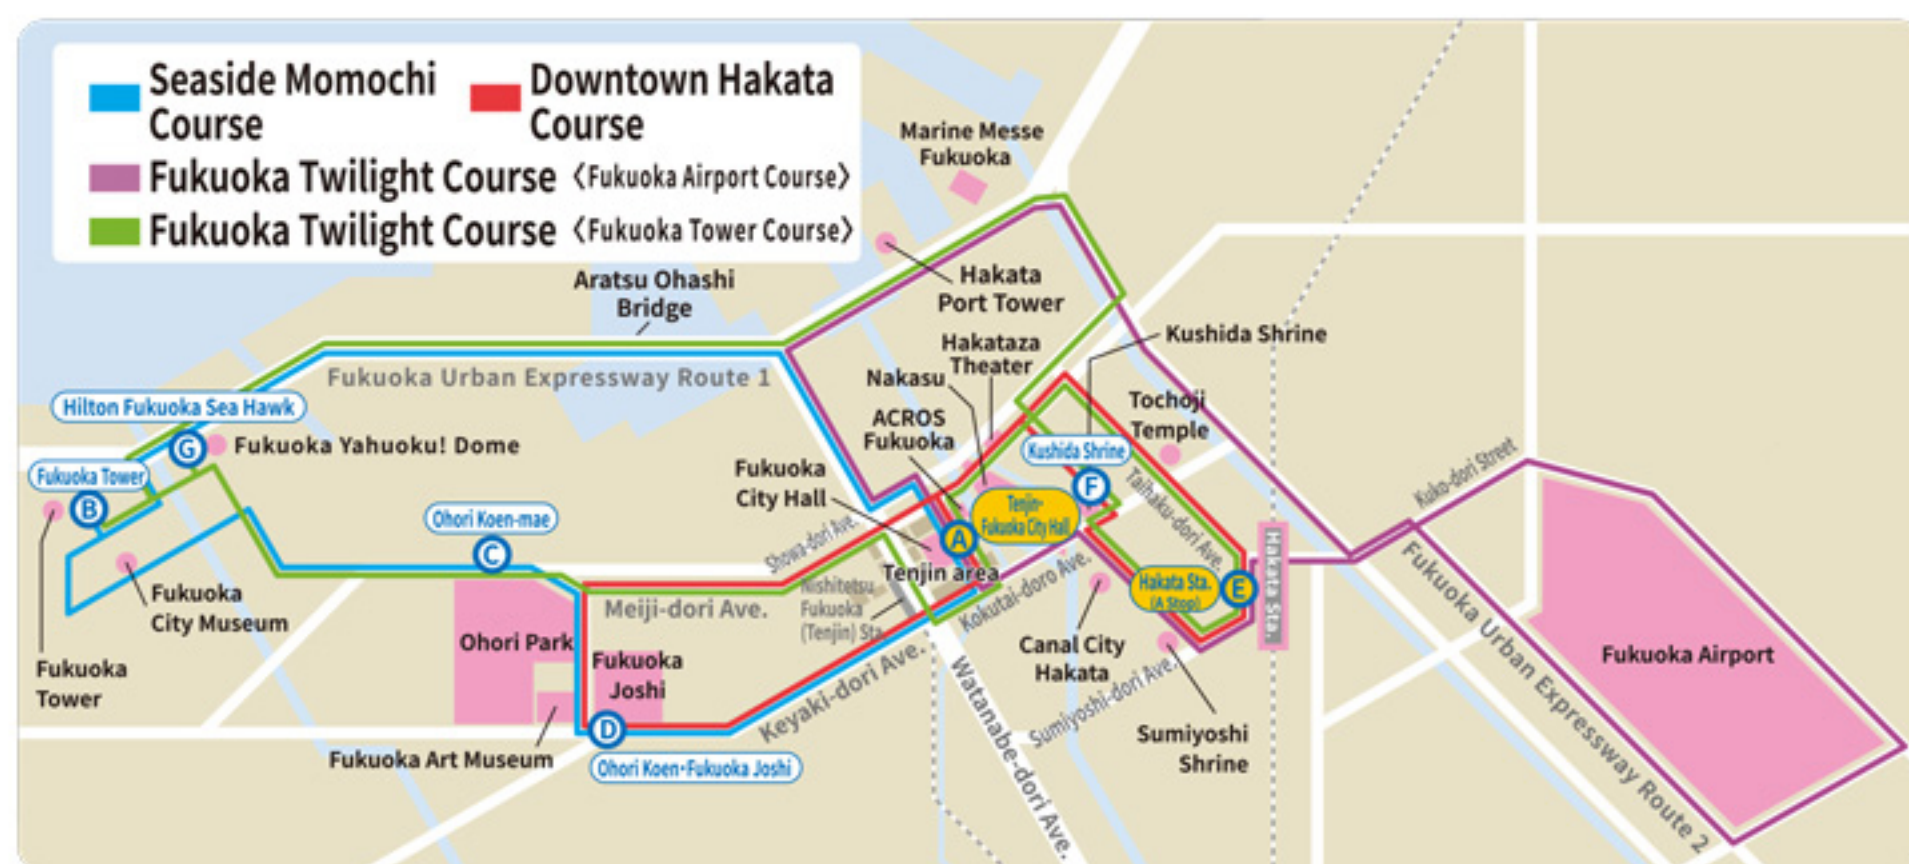 Seaside Momochi
Course
Downtown Hakata
Course
Fukuoka Twilight Course 〈Fukuoka Airport Course〉
Fukuoka Twilight Course 〈Fukuoka Tower Course〉
Marine Messe
Fukuoka
Aratsu Ohashi
Bridge
Hakata
Port Tower
Kushida Shrine
Hakataza
Theater
Nakasu
Fukuoka Urban Expressway Route 1
Hilton Fukuoka Sea Hawk
G
Fukuoka Yahuoku! Dome
ACROS
Fukuoka
Tochoji
Temple
Kushida Shrine
F
Fukuoka Tower
B
Fukuoka
City Hall
Tenjin・
Fukuoka City Hall
A
Taihaku-dori Ave.
Kuko-dori Street
Ohori Koen-mae
C
Showa-dori Ave.
Tenjin area
Hakata Sta.
Fukuoka
City Museum
Meiji-dori Ave.
Nishitetsu
Fukuoka
(Tenjin) Sta.
Kokutai-doro Ave.
Hakata Sta.
(A Stop)
E
Fukuoka
Tower
Ohori Park
Fukuoka
Joshi
Canal City
Hakata
Fukuoka Airport
Fukuoka Urban Expressway Route 2
Keyaki-dori Ave.
Watanabe-dori Ave.
Sumiyoshi-dori Ave.
Sumiyoshi
Shrine
D
Fukuoka Art Museum
Ohori Koen・Fukuoka Joshi